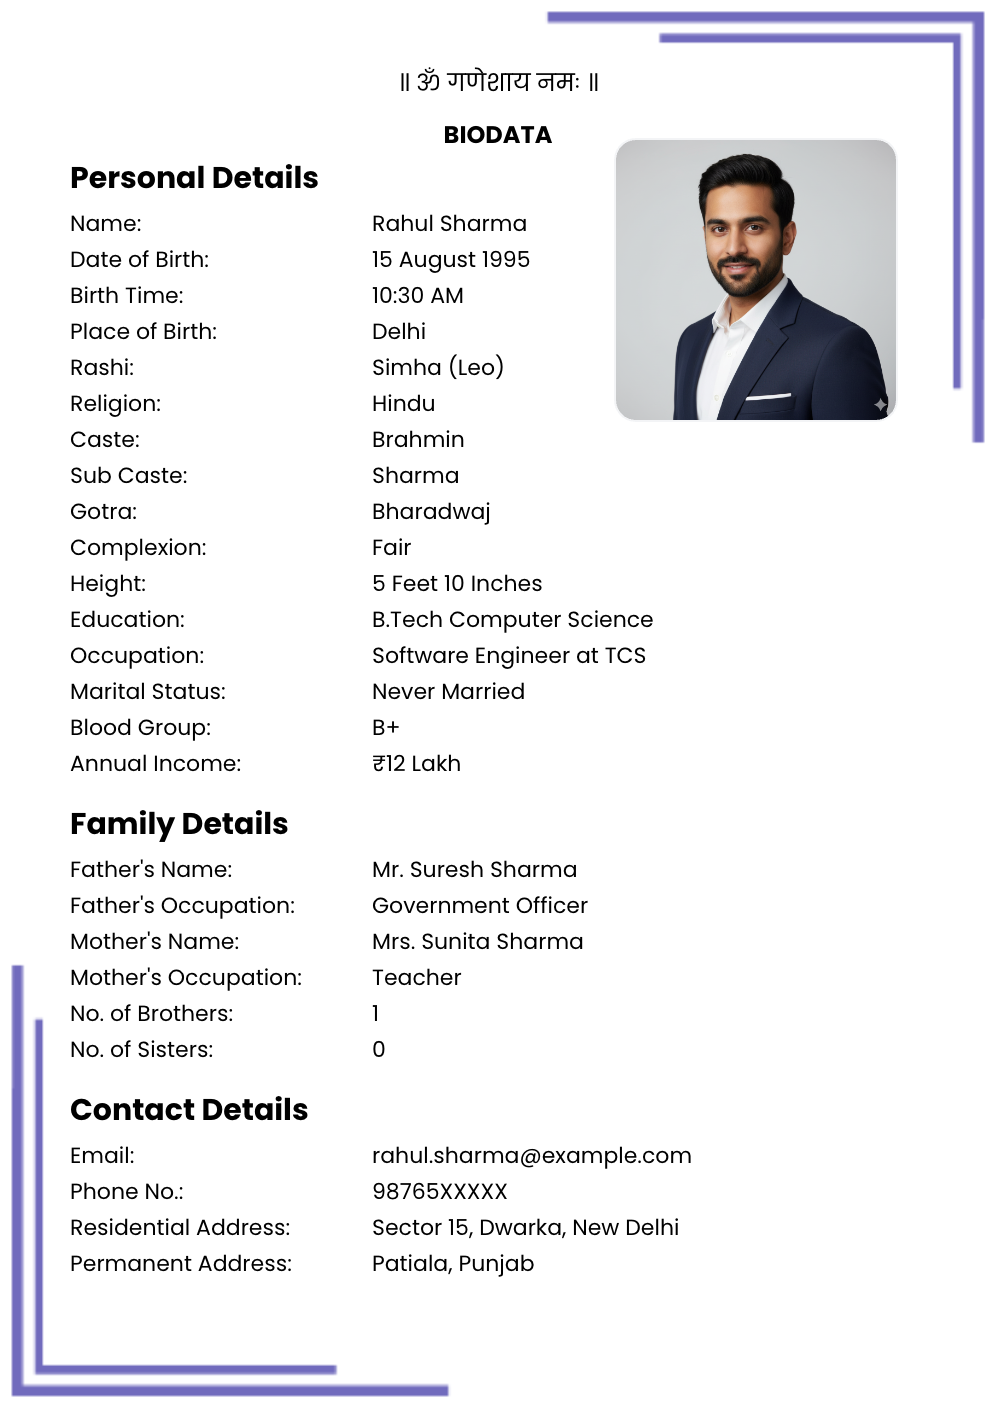 ॥ ॐ गणेशाय नमः ॥
BIODATA
Personal Details
Name: Rahul Sharma
Date of Birth: 15 August 1995
Birth Time: 10:30 AM
Place of Birth: Delhi
Rashi: Simha (Leo)
Religion: Hindu
Caste: Brahmin
Sub Caste: Sharma
Gotra: Bharadwaj
Complexion: Fair
Height: 5 Feet 10 Inches
Education: B.Tech Computer Science
Occupation: Software Engineer at TCS
Marital Status: Never Married
Blood Group: B+
Annual Income: ₹12 Lakh
Family Details
Father's Name: Mr. Suresh Sharma
Father's Occupation: Government Officer
Mother's Name: Mrs. Sunita Sharma
Mother's Occupation: Teacher
No. of Brothers: 1
No. of Sisters: 0
Contact Details
Email: rahul.sharma@example.com
Phone No.: 98765XXXXX
Residential Address: Sector 15, Dwarka, New Delhi
Permanent Address: Patiala, Punjab